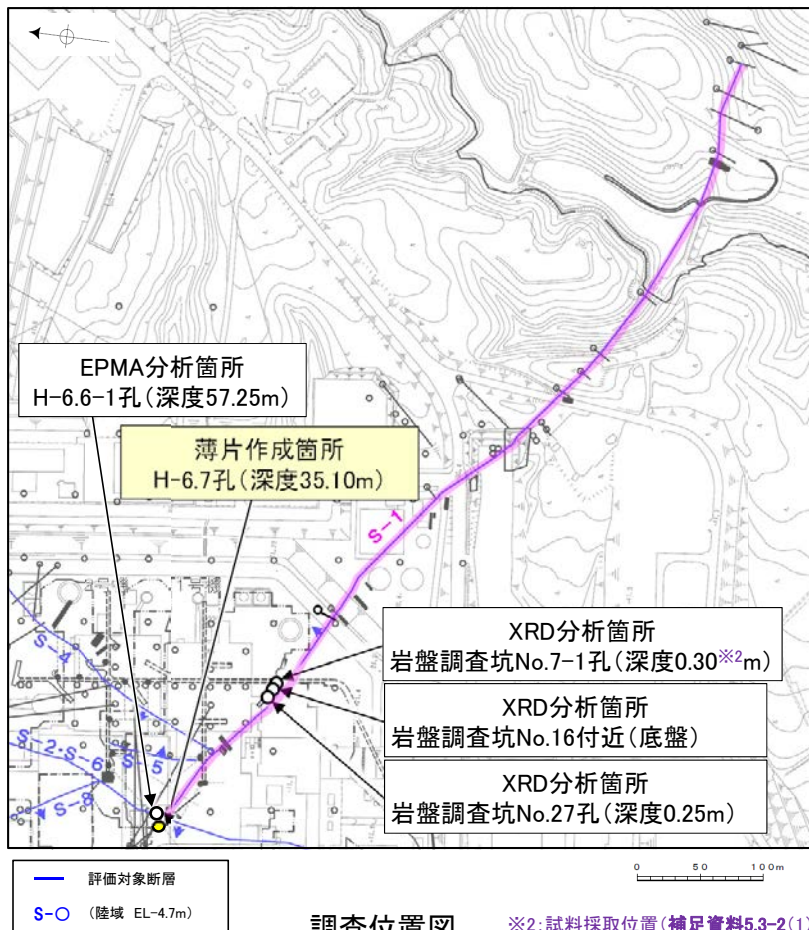 EPMA分析箇所
H-6.6-1孔(深度57.25m)
薄片作成箇所
H-6.7孔(深度35.10m)
S-1
XRD分析箇所
岩盤調査坑No.7-1孔(深度0.30※2m)
S-4
XRD分析箇所
岩盤調査坑No.16付近(底盤)
S-2・S-6
S-5
XRD分析箇所
岩盤調査坑No.27孔(深度0.25m)
S-8
評価対象断層
S-○ (陸域 EL-4.7m)
0 50 100m
調査位置図
※2:試料採取位置(補足資料5.3-2(1)